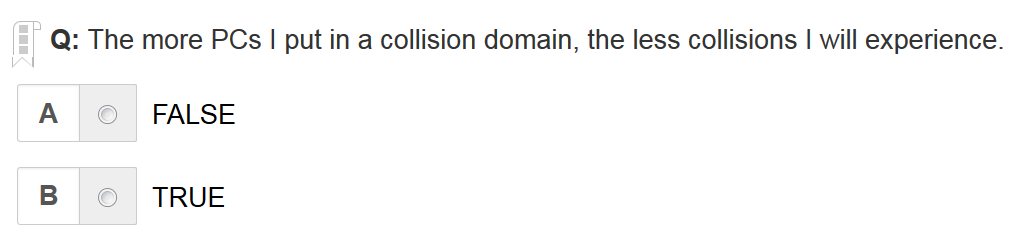 Q: The more PCs I put in a collision domain, the less collisions I will experience.
A FALSE
B TRUE